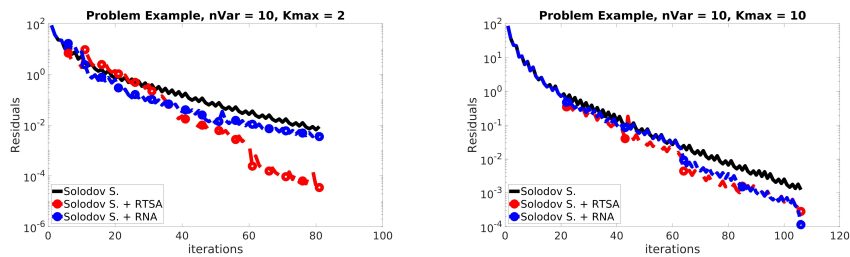 Problem Example, nVar = 10, Kmax = 2
Residuals
10^2
10^0
10^-2
10^-4
10^-6
Solodov S.
Solodov S. + RTSA
Solodov S. + RNA
0 20 40 60 80 100
iterations
Problem Example, nVar = 10, Kmax = 10
Residuals
10^2
10^1
10^0
10^-1
10^-2
10^-3
10^-4
Solodov S.
Solodov S. + RTSA
Solodov S. + RNA
0 20 40 60 80 100 120
iterations